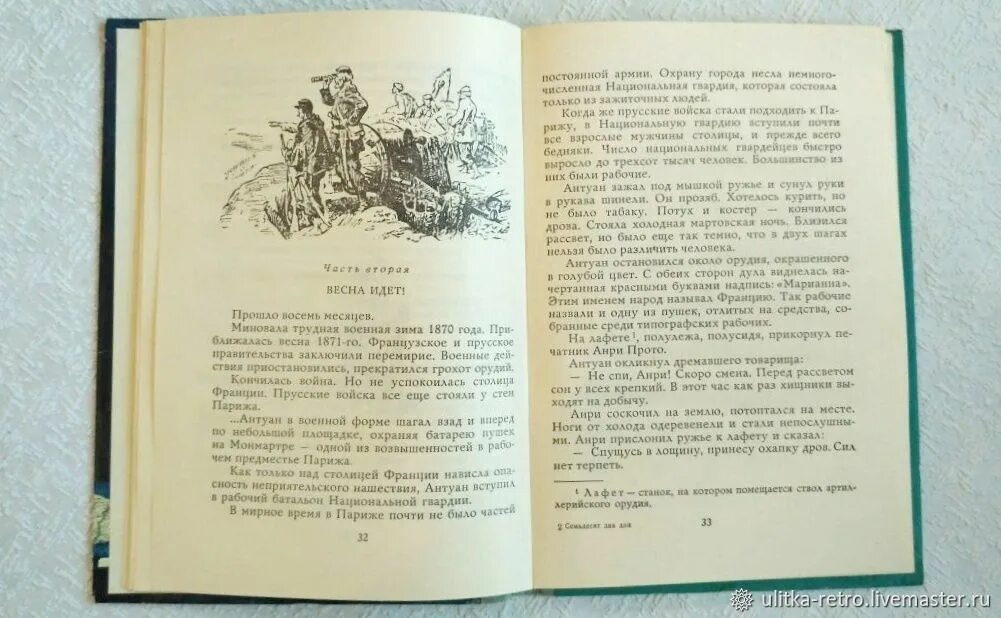 Часть вторая
ВЕСНА ИДЕТ!
Прошло восемь месяцев.
Миновала трудная военная зима 1870 года. При-
ближалась весна 1871-го. Французское и прусское
правительства заключили перемирие. Военные дей-
ствия приостановились, прекратился грохот орудий.
Кончилась война. Но не успокоилась столица
Франции. Прусские войска все еще стояли у стен
Парижа.
...Антуан в военной форме шагал взад и вперед
по небольшой площадке, охраняя батарею пушек
на Монмартре — одной из возвышенностей в рабо-
чем предместье Парижа.
Как только над столицей Франции нависла опас-
ность неприятельского нашествия, Антуан вступил
в рабочий батальон Национальной гвардии.
В мирное время в Париже почти не было частей
32
постоянной армии. Охрану города несла немного-
численная Национальная гвардия, которая состояла
только из зажиточных людей.
Когда же прусские войска стали подходить к Па-
рижу, в Национальную гвардию вступили почти
все взрослые мужчины столицы, и прежде всего
бедняки. Число национальных гвардейцев быстро
выросло до трехсот тысяч человек. Большинство из
них были рабочие.
Антуан зажал под мышкой ружье и сунул руки
в рукава шинели. Он прозяб. Хотелось курить, но
не было табаку. Потух и костер — кончились
дрова. Стояла холодная мартовская ночь. Близился
рассвет, но было еще так темно, что в двух шагах
нельзя было различить человека.
Антуан остановился около орудия, окрашенного
в голубой цвет. С обеих сторон дула виднелась на-
чертанная красными буквами надпись: «Марианна».
Этим именем народ называл Францию. Так рабочие
назвали и одну из пушек, отлитых на средства, со-
бранные среди типографских рабочих.
На лафете¹, полулежа, полусидя, прикорнул пе-
чатник Анри Прото.
Антуан окликнул дремавшего товарища:
— Не спи, Анри! Скоро смена. Перед рассветом
сон у всех крепкий. В этот час как раз хищники вы-
ходят на добычу.
Анри соскочил на землю, потоптался на месте.
Ноги от холода одеревенели и стали непослушны-
ми. Анри прислонил ружье к лафету и сказал:
— Спущусь в лощину, принесу охапку дров. Сил
нет терпеть.
¹ Лафет — станок, на котором помещается ствол артил-
лерийского орудия.
2 Семьдесят два дня
33
ulitka-retro.livemaster.ru